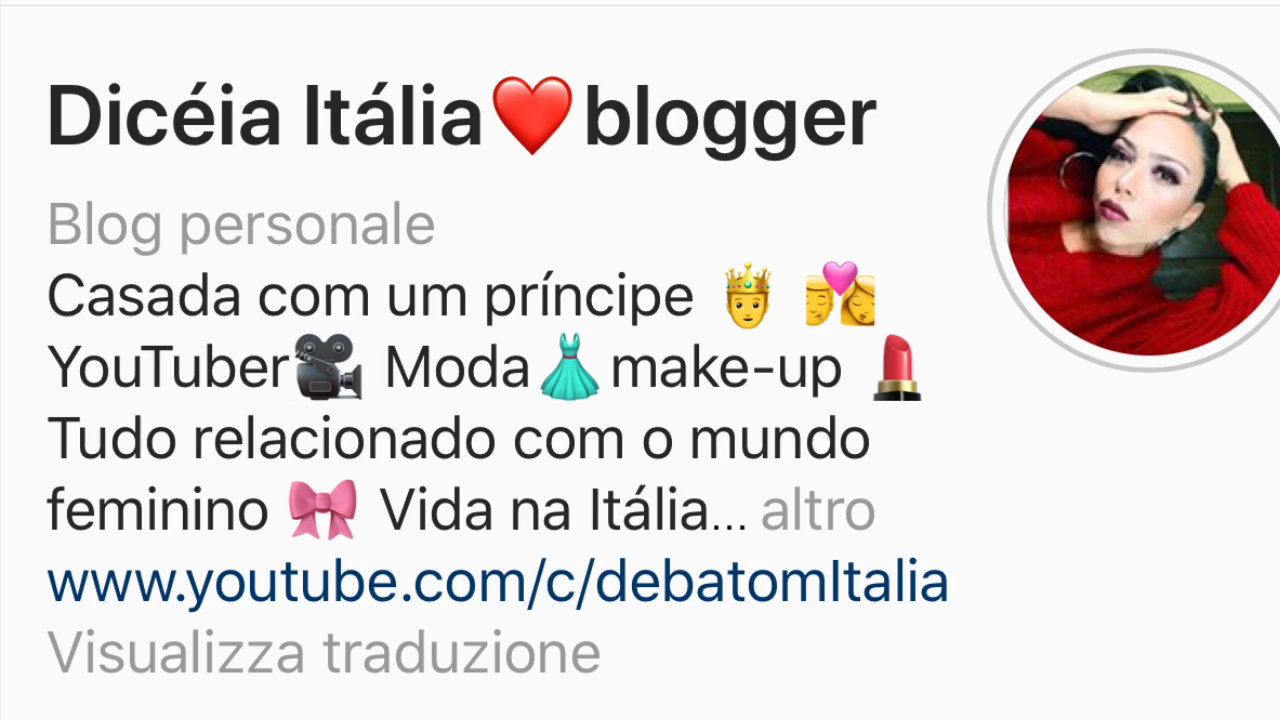 Dicéia Itália❤️blogger
Blog personale
Casada com um príncipe 🤴 💏
YouTuber🎥 Moda👗make-up 💄
Tudo relacionado com o mundo
feminino 🎀 Vida na Itália... altro
www.youtube.com/c/debatomItalia
Visualizza traduzione